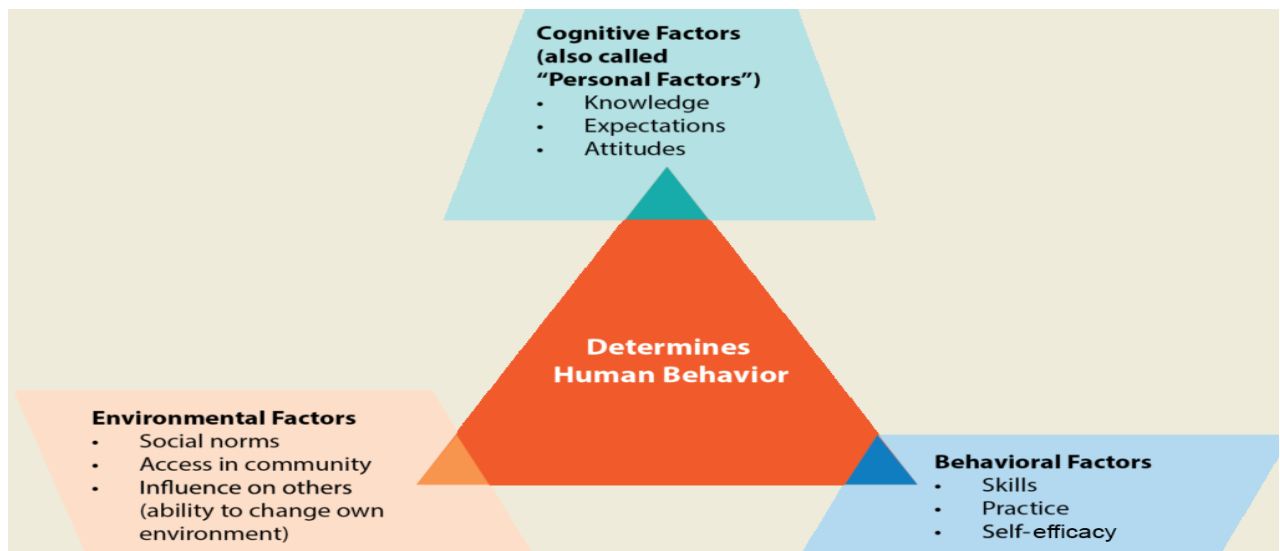 Cognitive Factors
(also called
“Personal Factors”)
• Knowledge
• Expectations
• Attitudes
Determines
Human Behavior
Environmental Factors
• Social norms
• Access in community
• Influence on others
(ability to change own
environment)
Behavioral Factors
• Skills
• Practice
• Self-efficacy